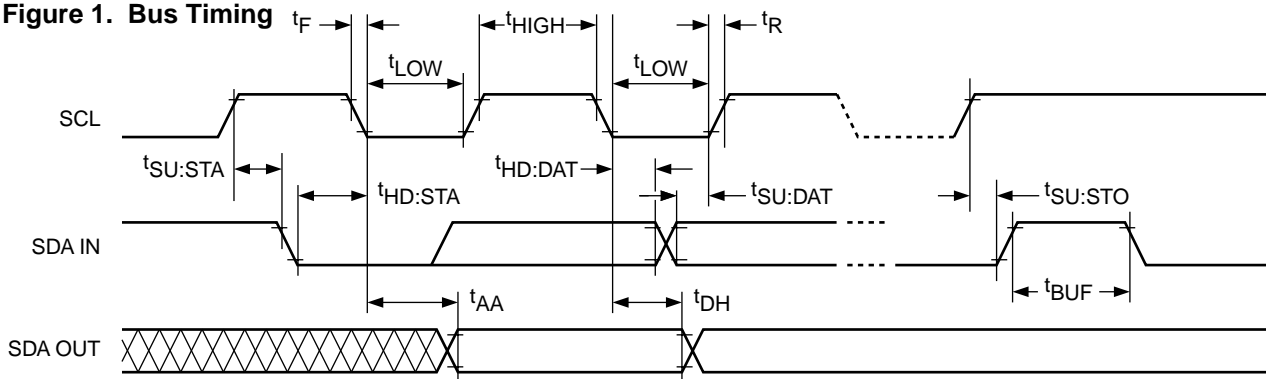 Figure 1. Bus Timing
tF
tHIGH
tR
tLOW
tLOW
SCL
tSU:STA
tHD:STA
tHD:DAT
tSU:DAT
tSU:STO
SDA IN
tBUF
tAA
tDH
SDA OUT